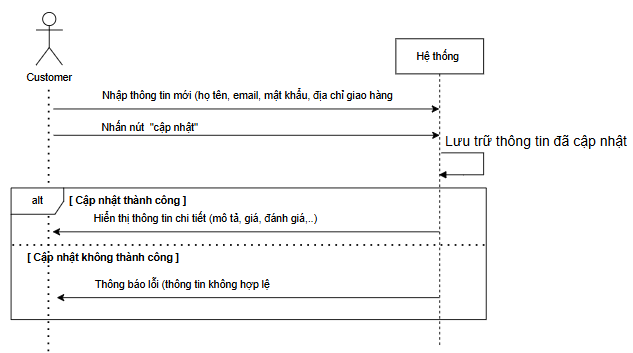 Customer
Hệ thống
Nhập thông tin mới (họ tên, email, mật khẩu, địa chỉ giao hàng
Nhấn nút "cập nhật"
Lưu trữ thông tin đã cập nhật
alt
[ Cập nhật thành công ]
Hiển thị thông tin chi tiết (mô tả, giá, đánh giá,..)
[ Cập nhật không thành công ]
Thông báo lỗi (thông tin không hợp lệ